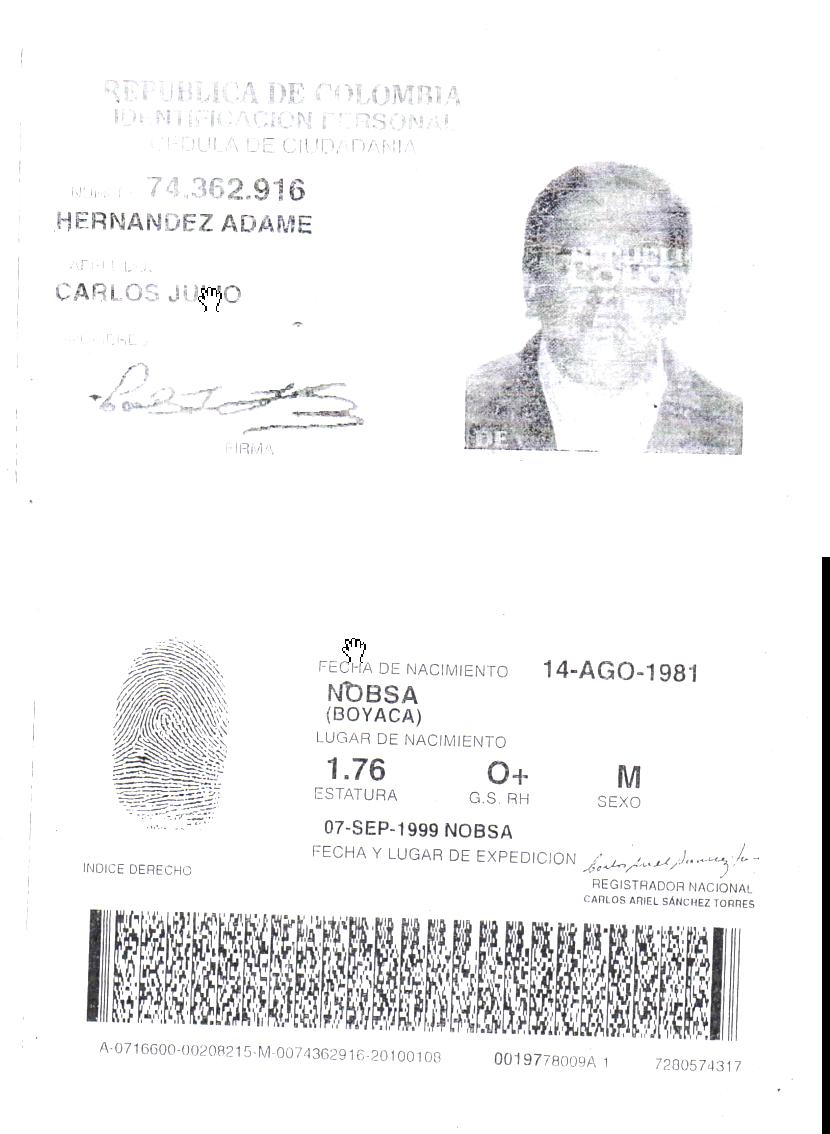 REPUBLICA DE COLOMBIA
IDENTIFICACION PERSONAL
CEDULA DE CIUDADANIA
NUMERO 74.362.916
HERNANDEZ ADAME
APELLIDOS
CARLOS
NOMBRES
FIRMA
DE
FECHA DE NACIMIENTO 14-AGO-1981
NOBSA
(BOYACA)
LUGAR DE NACIMIENTO
1.76 O+ M
ESTATURA G.S. RH SEXO
07-SEP-1999 NOBSA
FECHA Y LUGAR DE EXPEDICION
INDICE DERECHO
REGISTRADOR NACIONAL
CARLOS ARIEL SÁNCHEZ TORRES
A-0716600-00208215-M-0074362916-20100108 0019778009A 1 7280574317